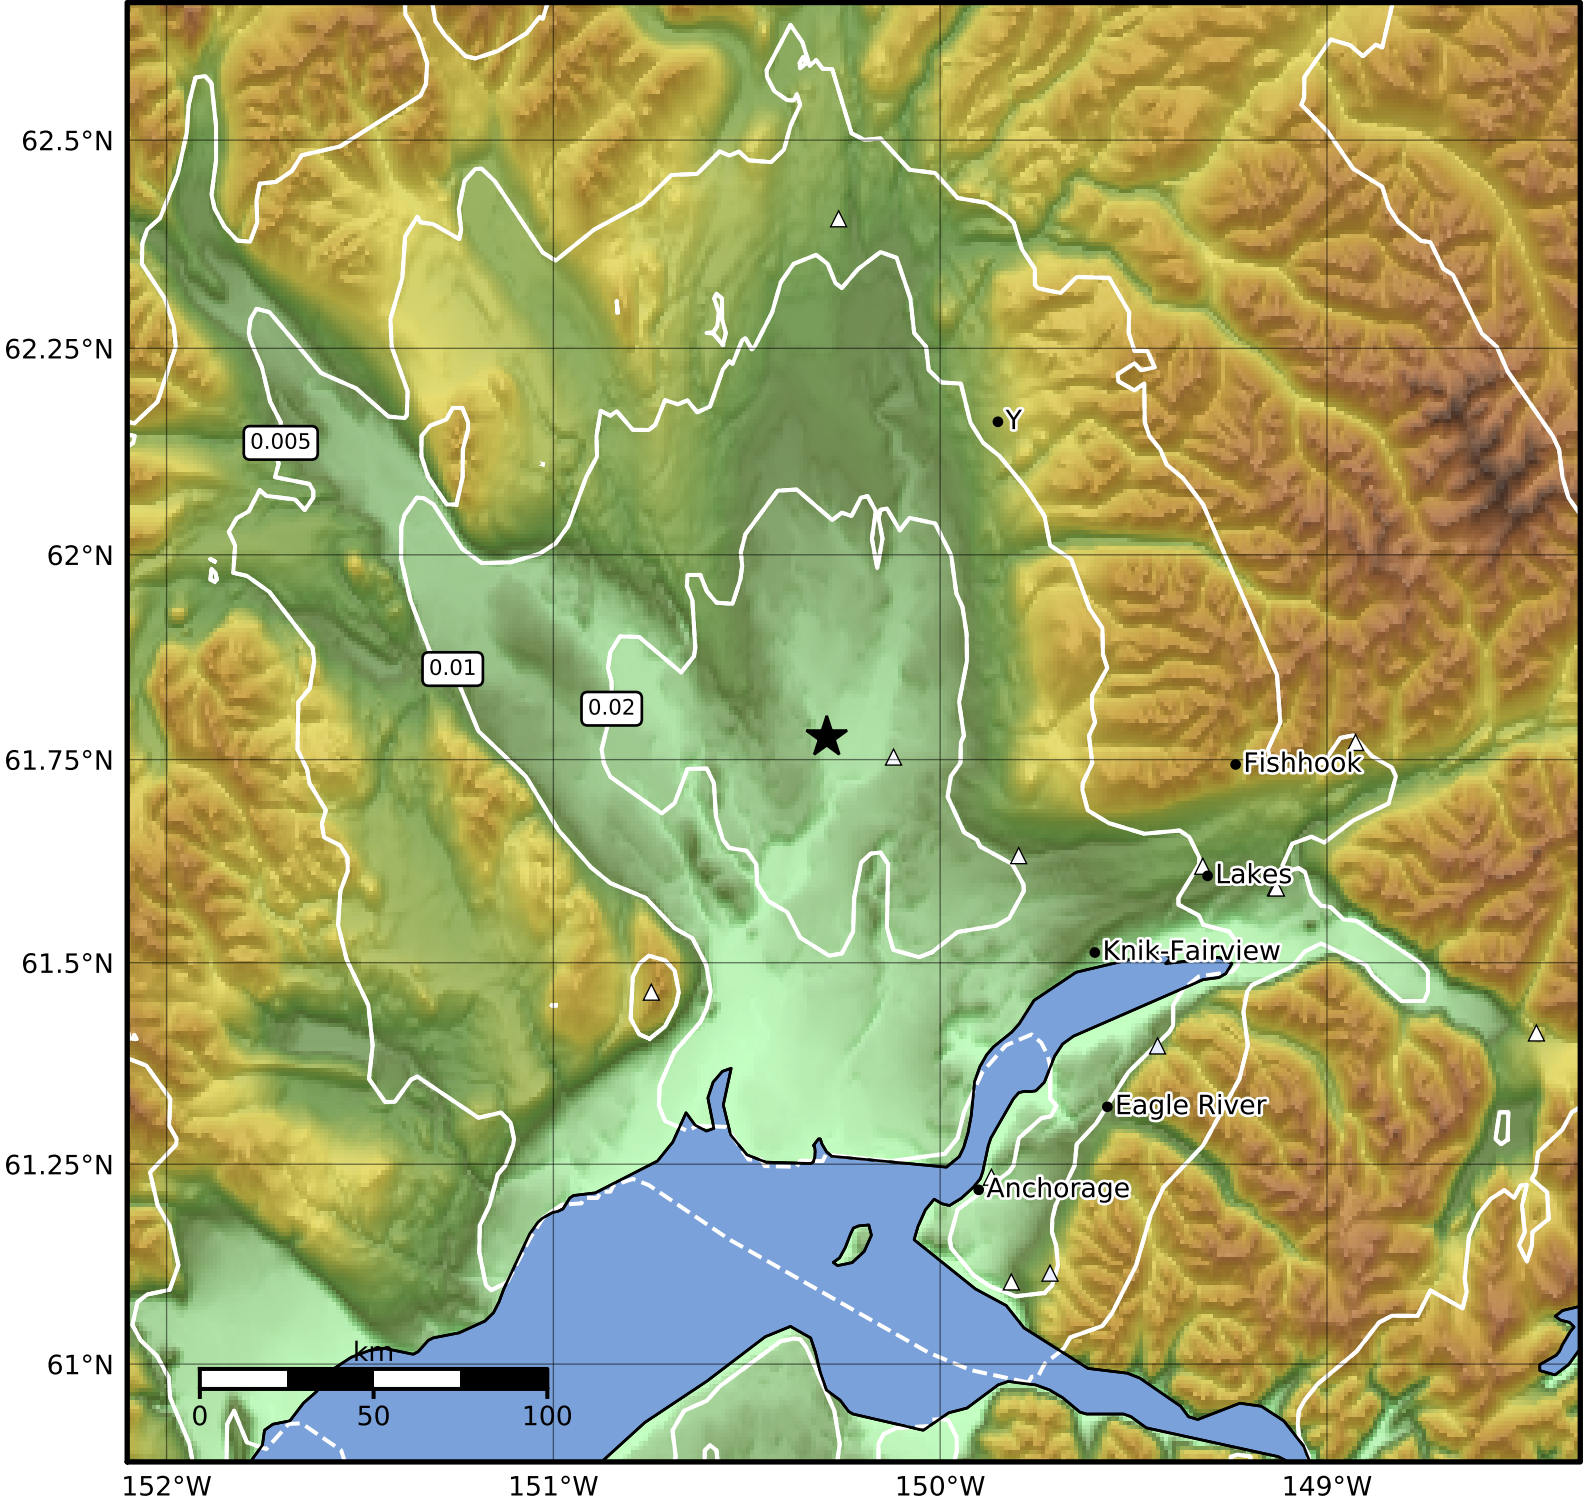 62.5°N
62.25°N
62°N
61.75°N
61.5°N
61.25°N
61°N
152°W
151°W
150°W
149°W
0.005
0.01
0.02
Y
Fishhook
Lakes
Knik-Fairview
Eagle River
Anchorage
km
0
50
100